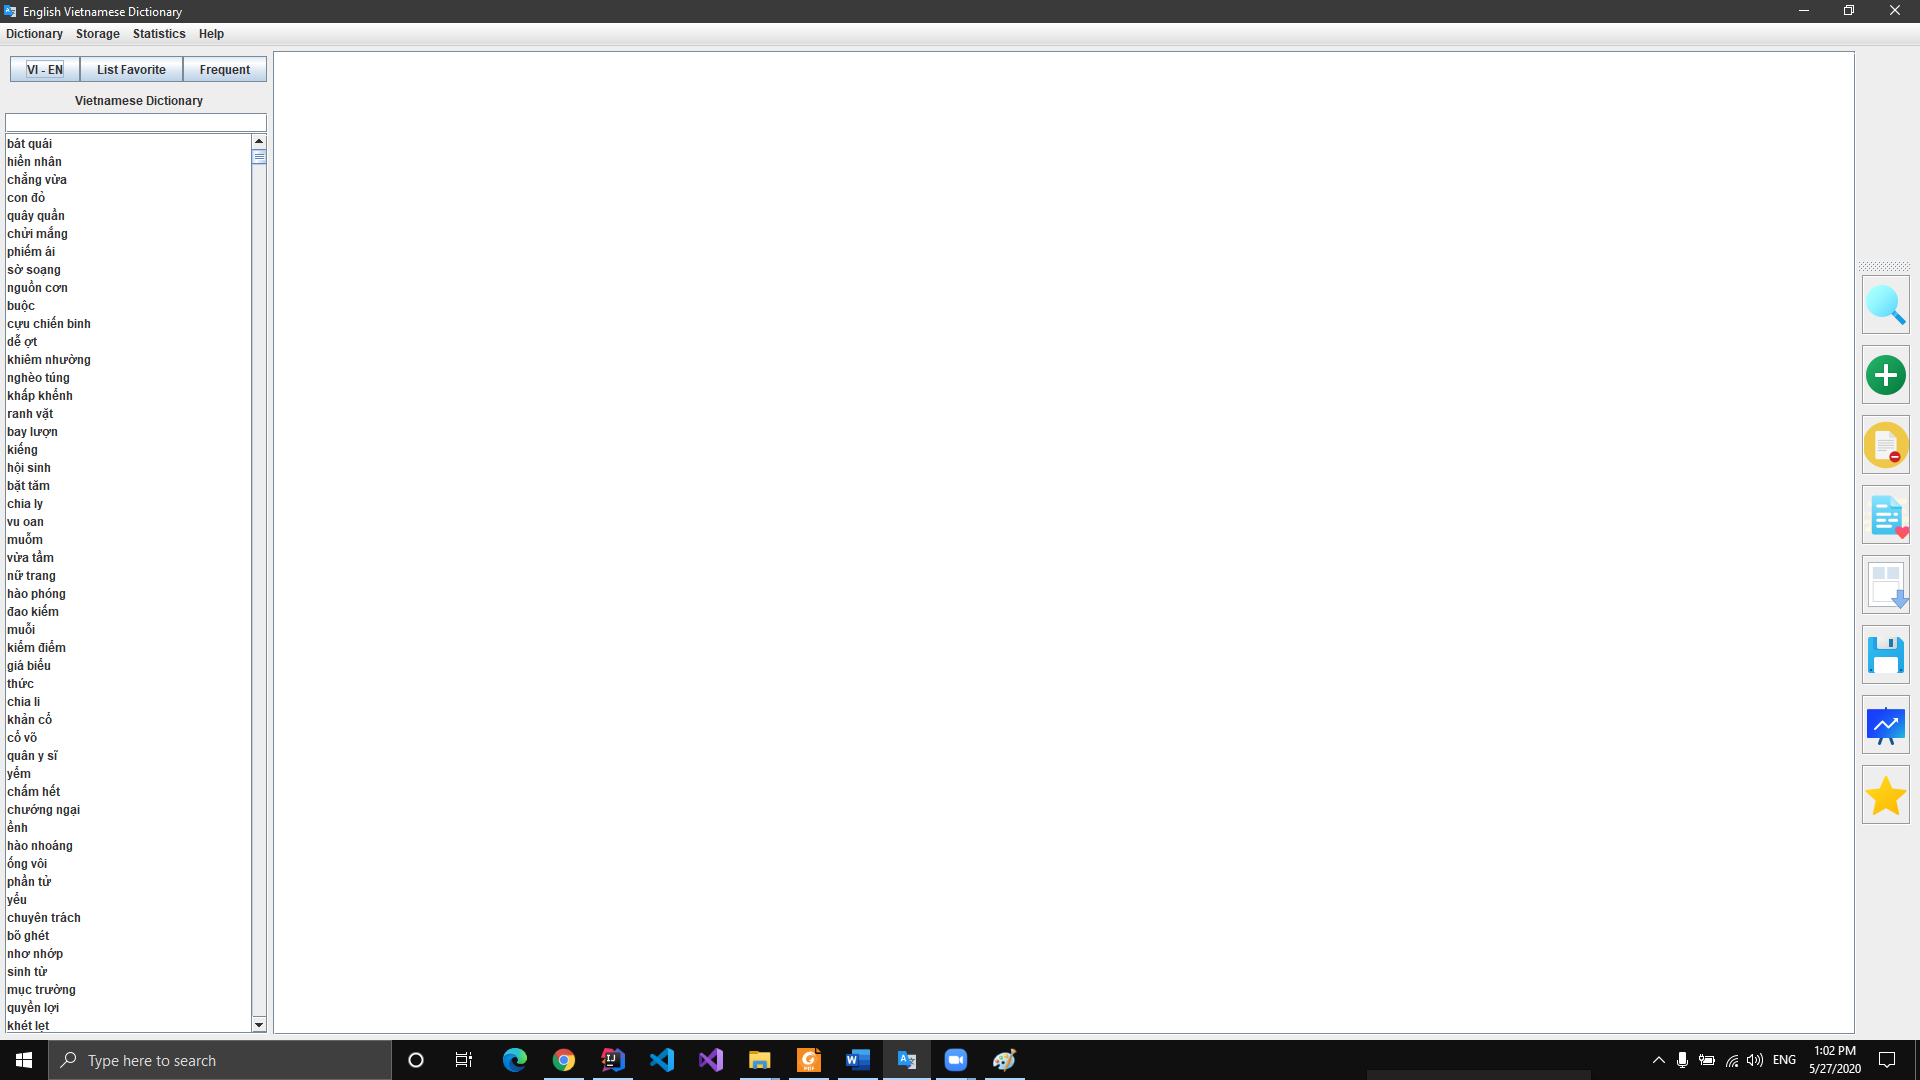 English Vietnamese Dictionary
Dictionary Storage Statistics Help
VI - EN List Favorite Frequent
Vietnamese Dictionary
bát quái
hiền nhân
chẳng vừa
con đỏ
quây quần
chửi mắng
phiếm ái
sờ soạng
nguồn cơn
buộc
cựu chiến binh
dễ ợt
khiêm nhường
nghèo túng
khấp khểnh
ranh vặt
bay lượn
kiếng
hội sinh
bặt tăm
chia ly
vu oan
muỗm
vừa tầm
nữ trang
hào phóng
đao kiếm
muỗi
kiểm điểm
giá biểu
thức
chia li
khản cổ
cổ võ
quân y sĩ
yểm
chấm hết
chướng ngại
ềnh
hào nhoáng
ống vôi
phần tử
yểu
chuyên trách
bõ ghét
nhơ nhớp
sinh tử
mục trường
quyền lợi
khét lẹt
Type here to search
ENG
1:02 PM
5/27/2020